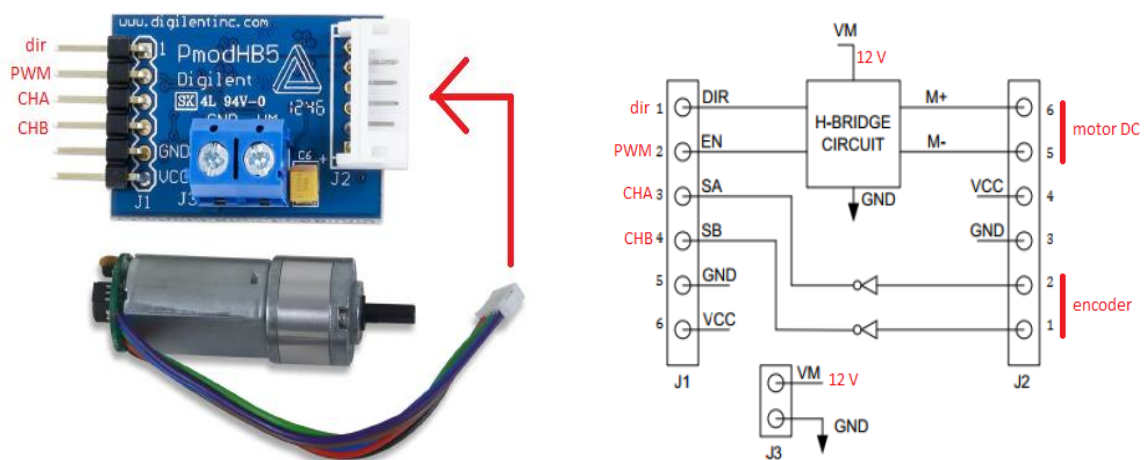 www.digilentinc.com
dir
PWM
CHA
CHB
1
PmodHB5
Digilent
SK 4L 94V-0
1246
GND VM
GND
VCC
J1
J3
C6 +
J2
VM
12 V
dir 1 DIR
PWM 2 EN
CHA 3 SA
CHB 4 SB
5 GND
6 VCC
J1
H-BRIDGE
CIRCUIT
GND
M+
M-
VCC
GND
6
5
4
3
2
1
J2
motor DC
encoder
VM 12 V
GND
J3